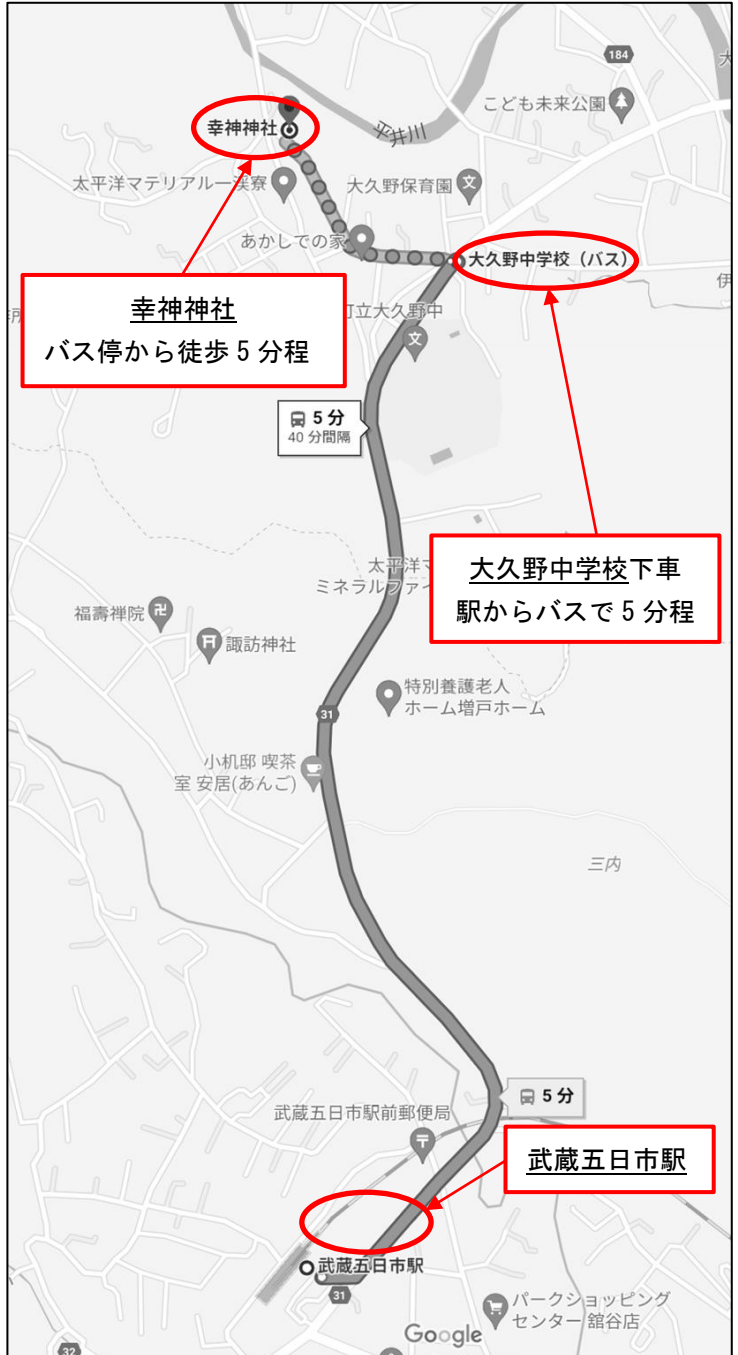 184
こども未来公園
幸神神社
平井川
太平洋マテリアル一渓寮
大久野保育園
あかしての家
大久野中学校（バス）
幸神神社
バス停から徒歩5分程
町立大久野中
5分
40分間隔
大久野中学校下車
駅からバスで5分程
太平洋マ
ミネラルファイ
福壽禅院
諏訪神社
特別養護老人
ホーム増戸ホーム
31
小机邸 喫茶
室 安居(あんご)
三内
5分
武蔵五日市駅前郵便局
武蔵五日市駅
武蔵五日市駅
31
パークショッピング
センター 舘谷店
Google
32